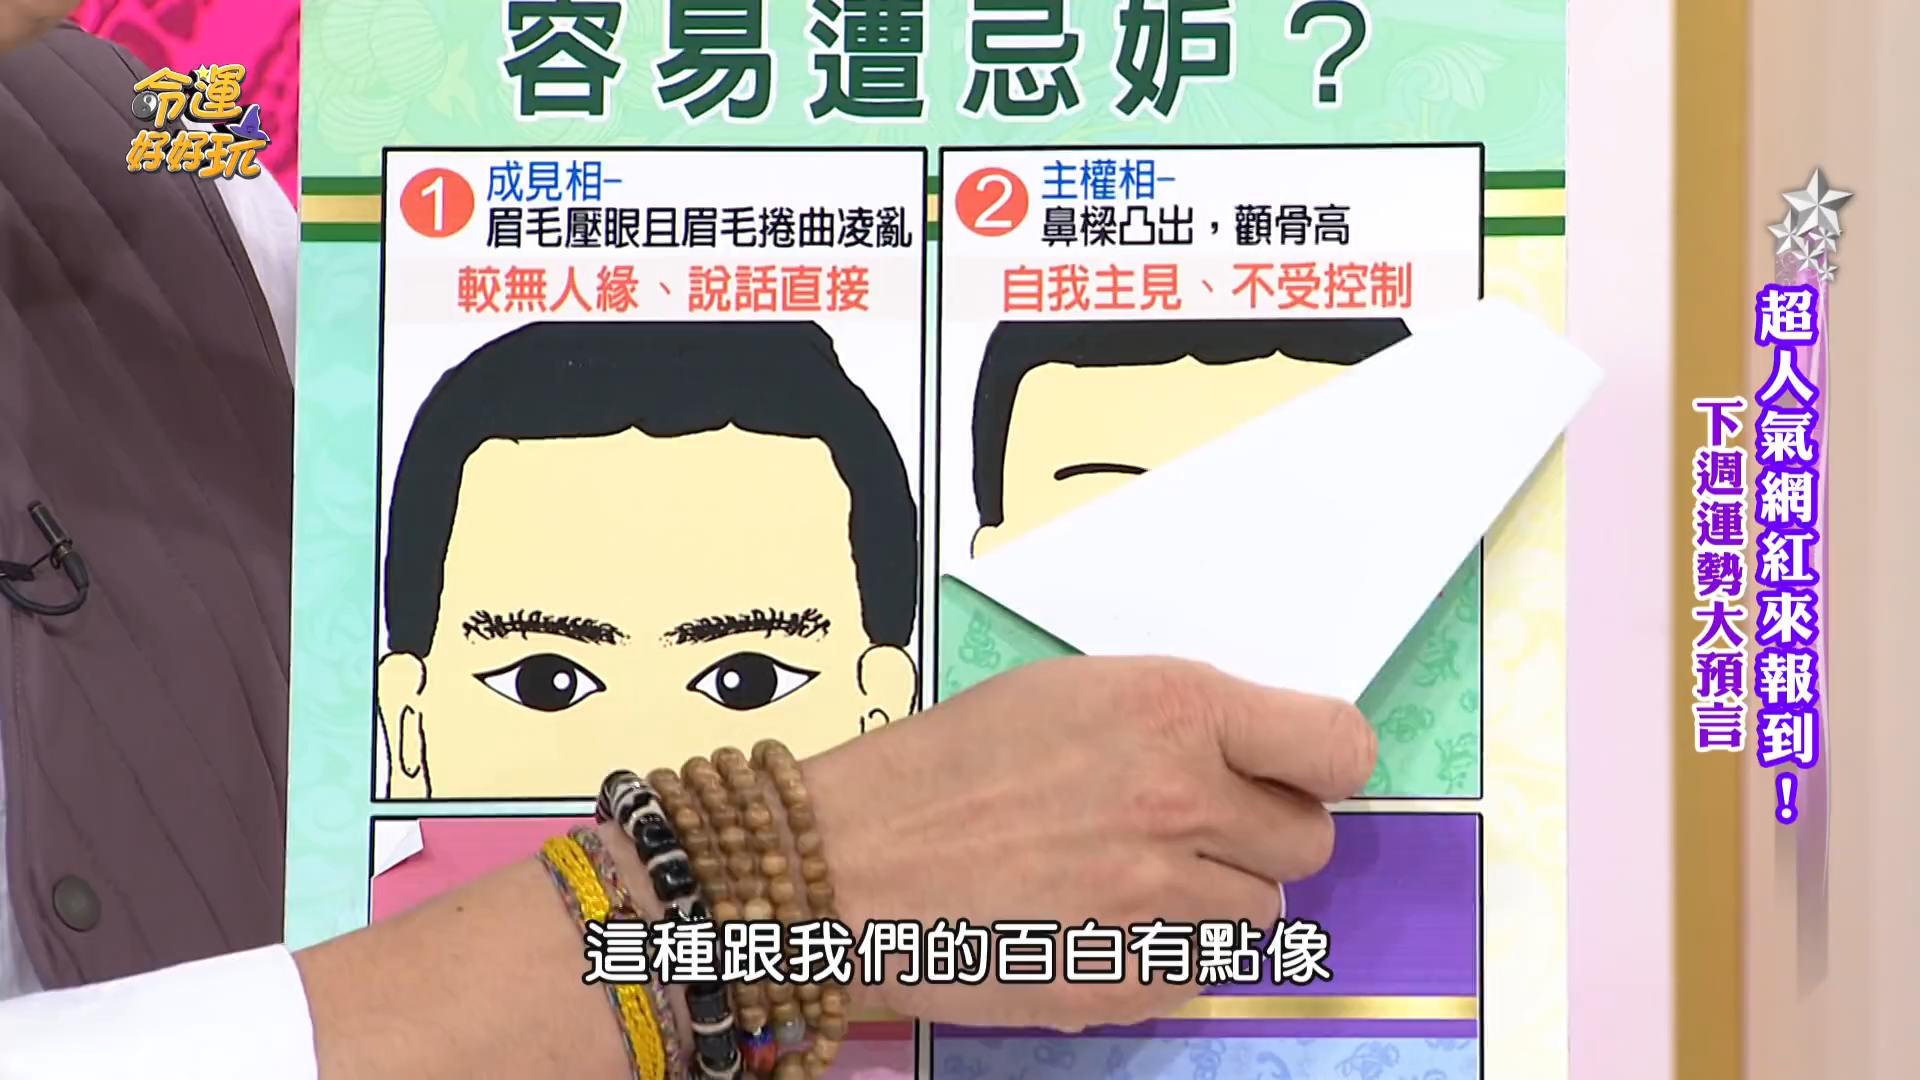 容易遭忌妒？
命運
好好玩
1 成見相-
眉毛壓眼且眉毛捲曲凌亂
較無人緣、說話直接
2 主權相-
鼻樑凸出，顴骨高
自我主見、不受控制
超人氣網紅來報到！
下週運勢大預言
這種跟我們的百白有點像